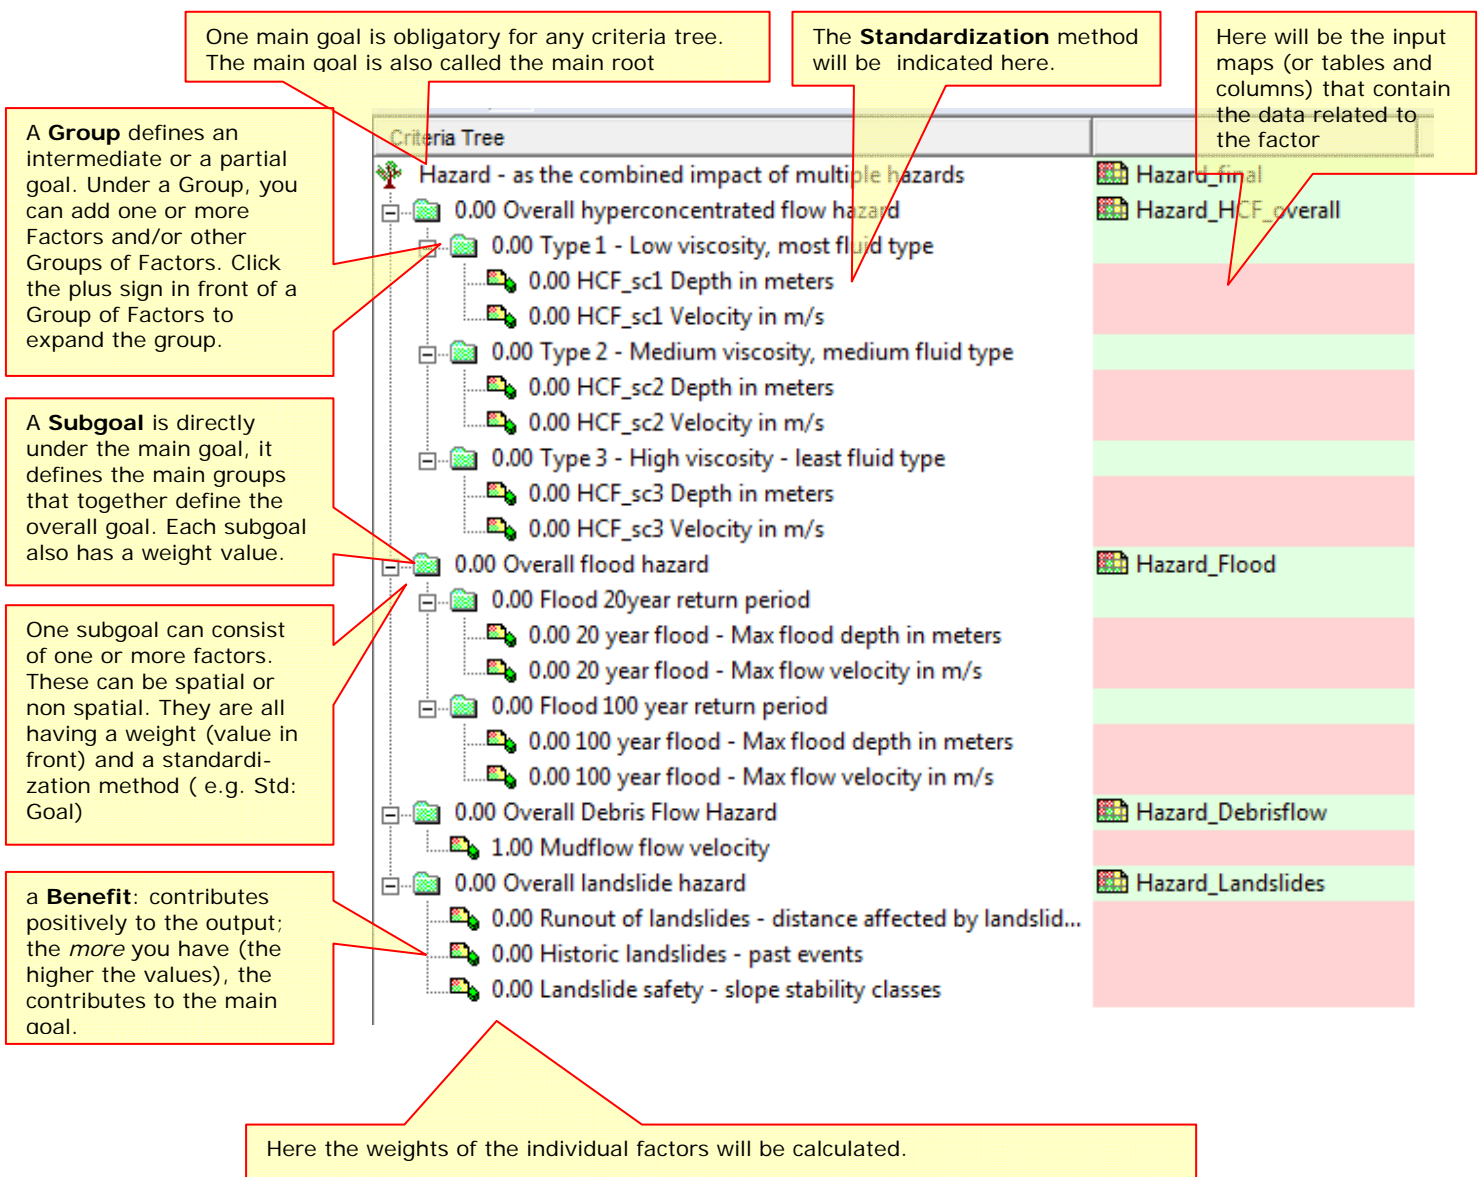 One main goal is obligatory for any criteria tree.
The main goal is also called the main root
The Standardization method
will be indicated here.
Here will be the input
maps (or tables and
columns) that contain
the data related to
the factor
A Group defines an
intermediate or a partial
goal. Under a Group, you
can add one or more
Factors and/or other
Groups of Factors. Click
the plus sign in front of a
Group of Factors to
expand the group.
A Subgoal is directly
under the main goal, it
defines the main groups
that together define the
overall goal. Each subgoal
also has a weight value.
One subgoal can consist
of one or more factors.
These can be spatial or
non spatial. They are all
having a weight (value in
front) and a standardi-
zation method ( e.g. Std:
Goal)
a Benefit: contributes
positively to the output;
the more you have (the
higher the values), the
contributes to the main
goal.
Criteria Tree
Hazard - as the combined impact of multiple hazards
Hazard_final
0.00 Overall hyperconcentrated flow hazard
Hazard_HCF_overall
0.00 Type 1 - Low viscosity, most fluid type
0.00 HCF_sc1 Depth in meters
0.00 HCF_sc1 Velocity in m/s
0.00 Type 2 - Medium viscosity, medium fluid type
0.00 HCF_sc2 Depth in meters
0.00 HCF_sc2 Velocity in m/s
0.00 Type 3 - High viscosity - least fluid type
0.00 HCF_sc3 Depth in meters
0.00 HCF_sc3 Velocity in m/s
0.00 Overall flood hazard
Hazard_Flood
0.00 Flood 20year return period
0.00 20 year flood - Max flood depth in meters
0.00 20 year flood - Max flow velocity in m/s
0.00 Flood 100 year return period
0.00 100 year flood - Max flood depth in meters
0.00 100 year flood - Max flow velocity in m/s
0.00 Overall Debris Flow Hazard
Hazard_Debrisflow
1.00 Mudflow flow velocity
0.00 Overall landslide hazard
Hazard_Landslides
0.00 Runout of landslides - distance affected by landslid...
0.00 Historic landslides - past events
0.00 Landslide safety - slope stability classes
Here the weights of the individual factors will be calculated.